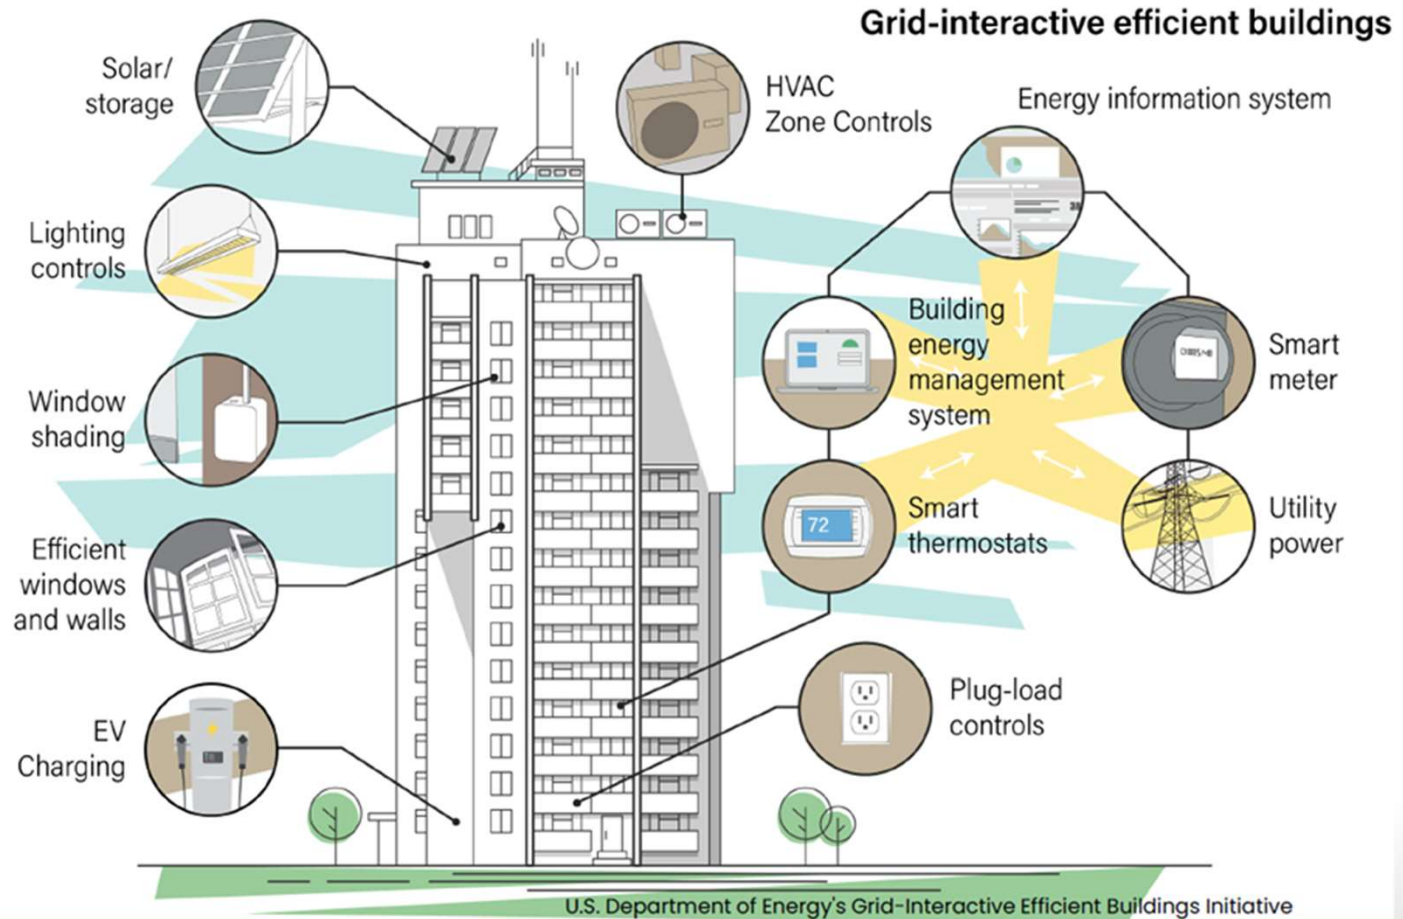 Grid-interactive efficient buildings
Solar/
storage
HVAC
Zone Controls
Energy information system
Lighting
controls
Building
energy
management
system
Smart
meter
Window
shading
72
Smart
thermostats
Utility
power
Efficient
windows
and walls
Plug-load
controls
EV
Charging
U.S. Department of Energy's Grid-Interactive Efficient Buildings Initiative